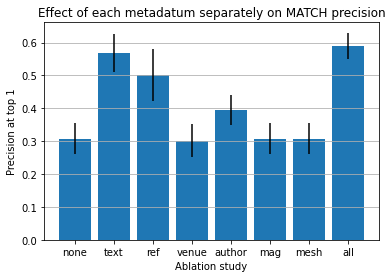 Effect of each metadatum separately on MATCH precision
Precision at top 1
0.6
0.5
0.4
0.3
0.2
0.1
0.0
none text ref venue author mag mesh all
Ablation study